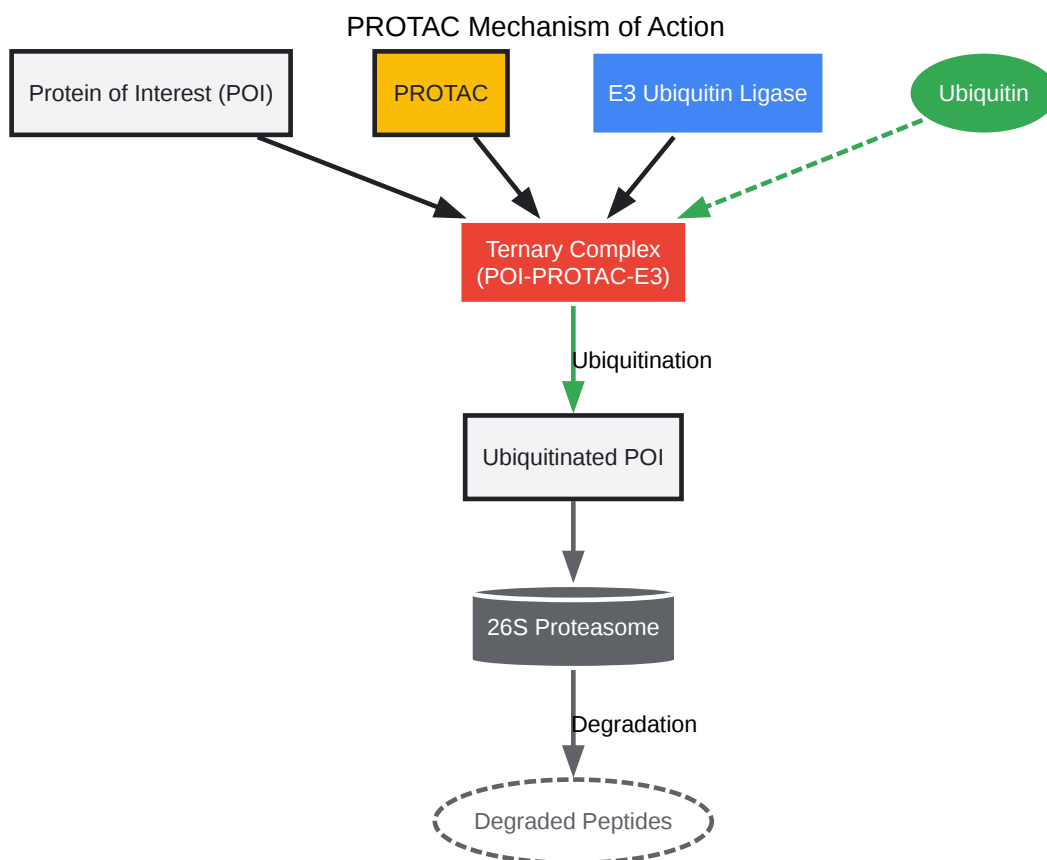 PROTAC Mechanism of Action
Protein of Interest (POI)
PROTAC
E3 Ubiquitin Ligase
Ubiquitin
Ternary Complex
(POI-PROTAC-E3)
Ubiquitination
Ubiquitinated POI
26S Proteasome
Degradation
Degraded Peptides